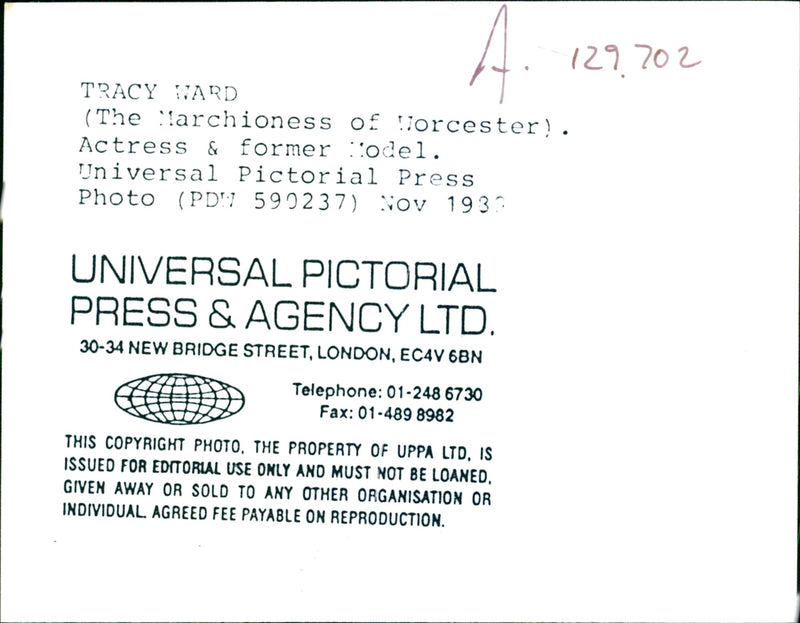 A. 129.702
TRACY WARD
(The Marchioness of Worcester).
Actress & former Model.
Universal Pictorial Press
Photo (PDW 590237) Nov
UNIVERSAL PICTORIAL
PRESS & AGENCY LTD.
30-34 NEW BRIDGE STREET, LONDON, EC4V 6BN
Telephone: 01-248 6730
Fax: 01-489 8982
THIS COPYRIGHT PHOTO, THE PROPERTY OF UPPA LTD, IS
ISSUED FOR EDITORIAL USE ONLY AND MUST NOT BE LOANED,
GIVEN AWAY OR SOLD TO ANY OTHER ORGANISATION OR
INDIVIDUAL. AGREED FEE PAYABLE ON REPRODUCTION.